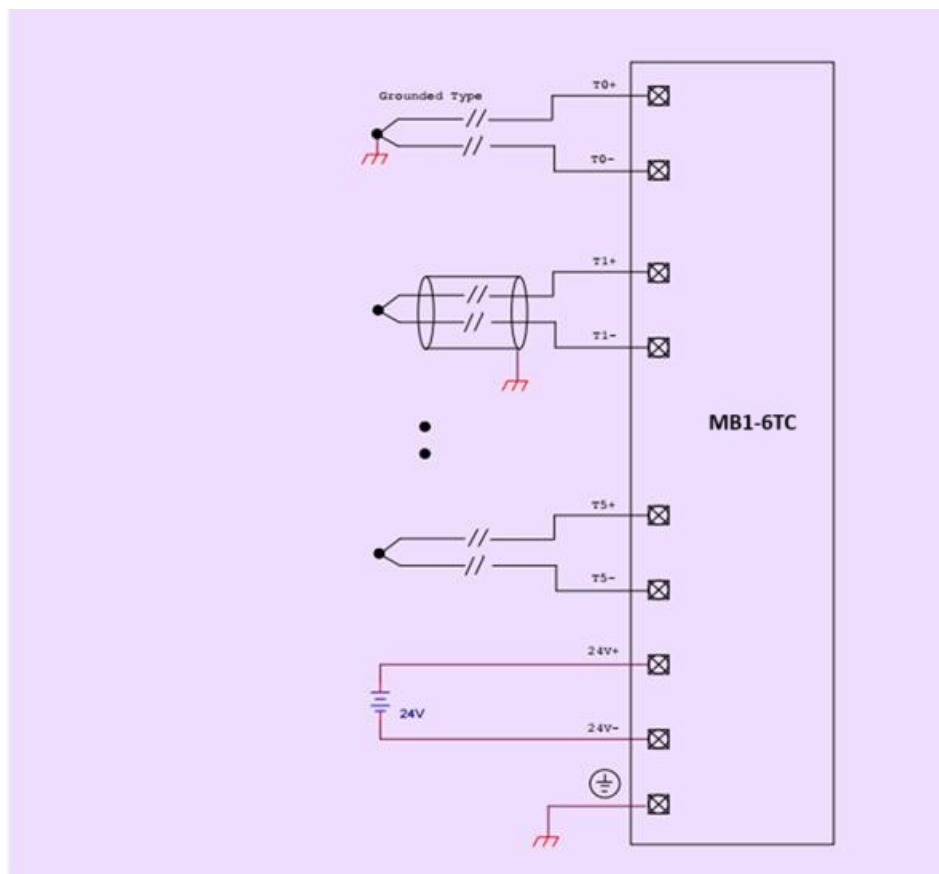 T0+
Grounded Type
T0-
T1+
T1-
MB1-6TC
T5+
T5-
24V+
24V
24V-